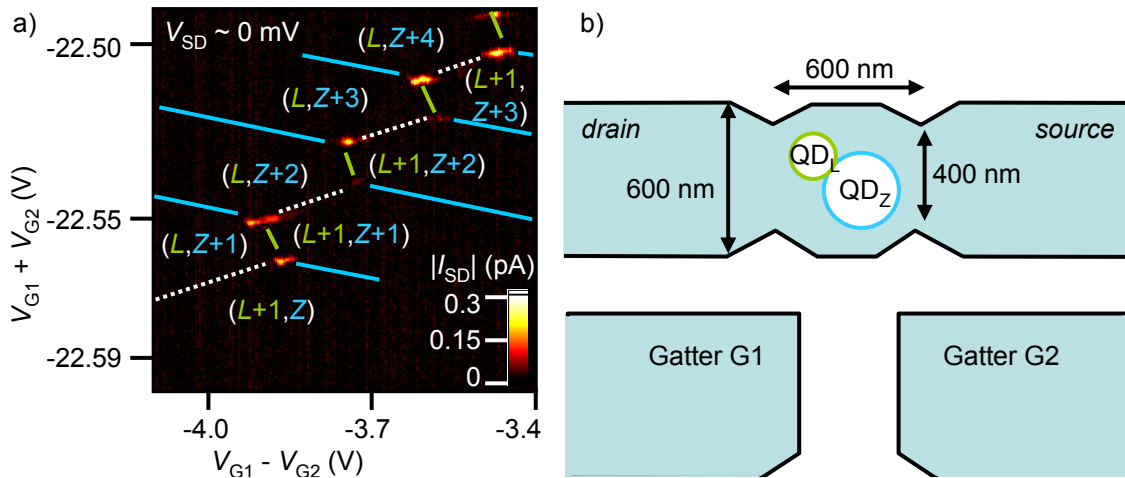 a)
V_SD ~ 0 mV
(L,Z+4)
(L+1,
Z+3)
(L,Z+3)
(L+1,Z+2)
(L,Z+2)
(L,Z+1)
(L+1,Z+1)
(L+1,Z)
|I_SD| (pA)
0.3
0.15
0
-22.50
-22.55
-22.59
V_G1 + V_G2 (V)
-4.0
-3.7
-3.4
V_G1 - V_G2 (V)
b)
600 nm
drain
source
QD_L
QD_Z
600 nm
400 nm
Gatter G1
Gatter G2